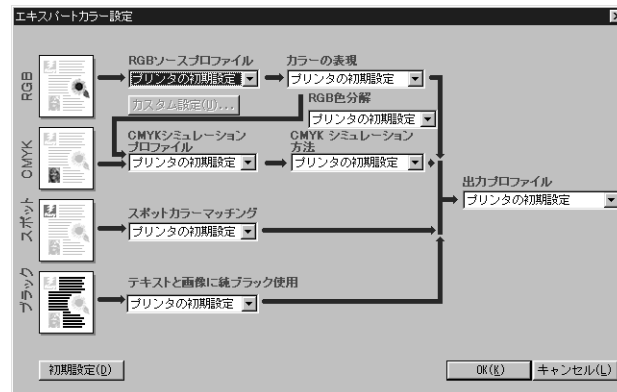 エキスパートカラー設定
RGB
RGBソースプロファイル
プリンタの初期設定
カスタム設定(U)...
カラーの表現
プリンタの初期設定
RGB色分解
プリンタの初期設定
CMYK
CMYKシミュレーション
プロファイル
プリンタの初期設定
CMYK シミュレーション
方法
プリンタの初期設定
出力プロファイル
プリンタの初期設定
スポット
スポットカラーマッチング
プリンタの初期設定
ブラック
テキストと画像に純ブラック使用
プリンタの初期設定
初期設定(D)
OK(K)
キャンセル(L)